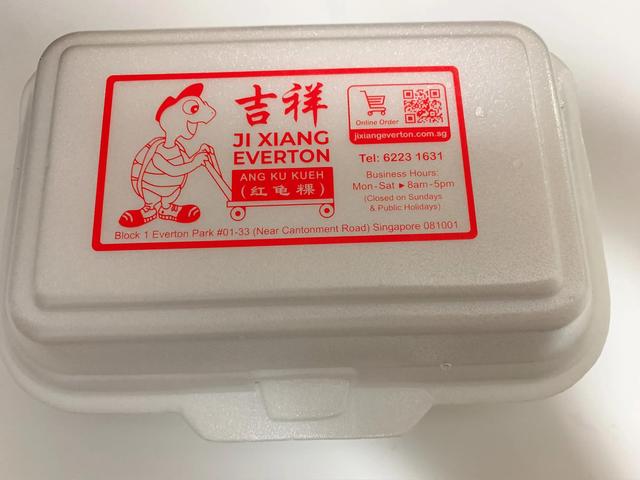 吉祥
JI XIANG
EVERTON
ANG KU KUEH
(红龟粿)
Online Order
jixiangeverton.com.sg
Tel: 6223 1631
Business Hours:
Mon-Sat ▶ 8am-5pm
(Closed on Sundays
& Public Holidays)
Block 1 Everton Park #01-33 (Near Cantonment Road) Singapore 081001